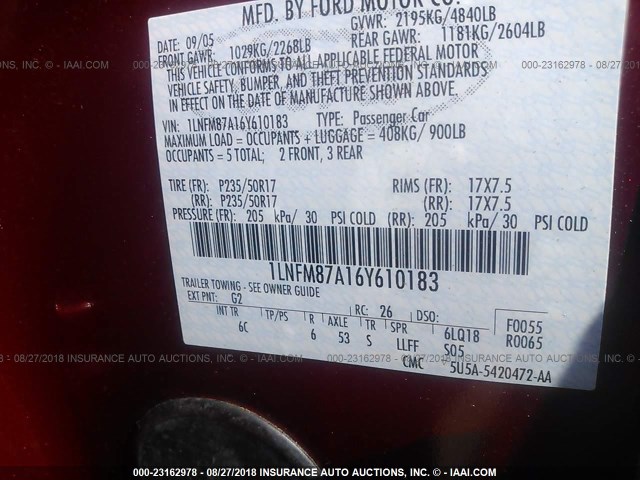 MFD. BY FORD MOTOR CO.
DATE: 09/05 GVWR: 2195KG/4840LB
FRONT GAWR: 1029KG/2268LB REAR GAWR: 1181KG/2604LB
THIS VEHICLE CONFORMS TO ALL APPLICABLE FEDERAL MOTOR
VEHICLE SAFETY, BUMPER, AND THEFT PREVENTION STANDARDS
IN EFFECT ON THE DATE OF MANUFACTURE SHOWN ABOVE.
VIN: 1LNFM87A16Y610183 TYPE: Passenger Car
MAXIMUM LOAD = OCCUPANTS + LUGGAGE = 408KG/ 900LB
OCCUPANTS = 5 TOTAL; 2 FRONT, 3 REAR
TIRE (FR): P235/50R17 RIMS (FR): 17X7.5
(RR): P235/50R17 (RR): 17X7.5
PRESSURE (FR): 205 kPa/ 30 PSI COLD (RR): 205 kPa/ 30 PSI COLD
1LNFM87A16Y610183
TRAILER TOWING - SEE OWNER GUIDE
EXT PNT: G2 RC: 26 DSO: F0055
INT TR TP/PS R AXLE TR SPR 6LQ18 R0065
6C 6 53 S LLFF S05
CMC 5U5A-5420472-AA
000-23162978 - 08/27/2018 INSURANCE AUTO AUCTIONS, INC. - © - IAAI.COM